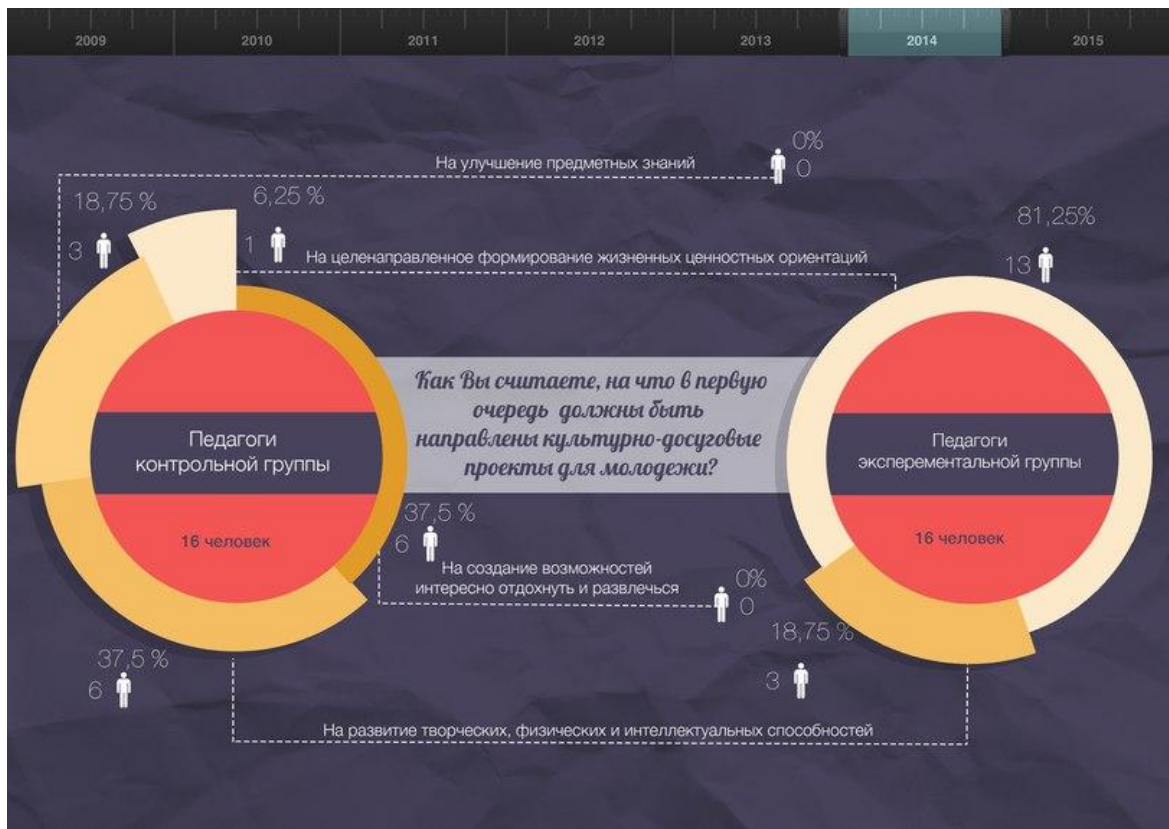 2009 2010 2011 2012 2013 2014 2015
0%
На улучшение предметных знаний
0
18,75 %
6,25 %
81,25%
3
1
На целенаправленное формирование жизненных ценностных ориентаций
13
Как Вы считаете, на что в первую
очередь должны быть
направлены культурно-досуговые
проекты для молодежи?
Педагоги
контрольной группы
16 человек
Педагоги
эксперементальной группы
16 человек
37,5 %
6
На создание возможностей
интересно отдохнуть и развлечься
0%
0
18,75 %
3
37,5 %
6
На развитие творческих, физических и интеллектуальных способностей